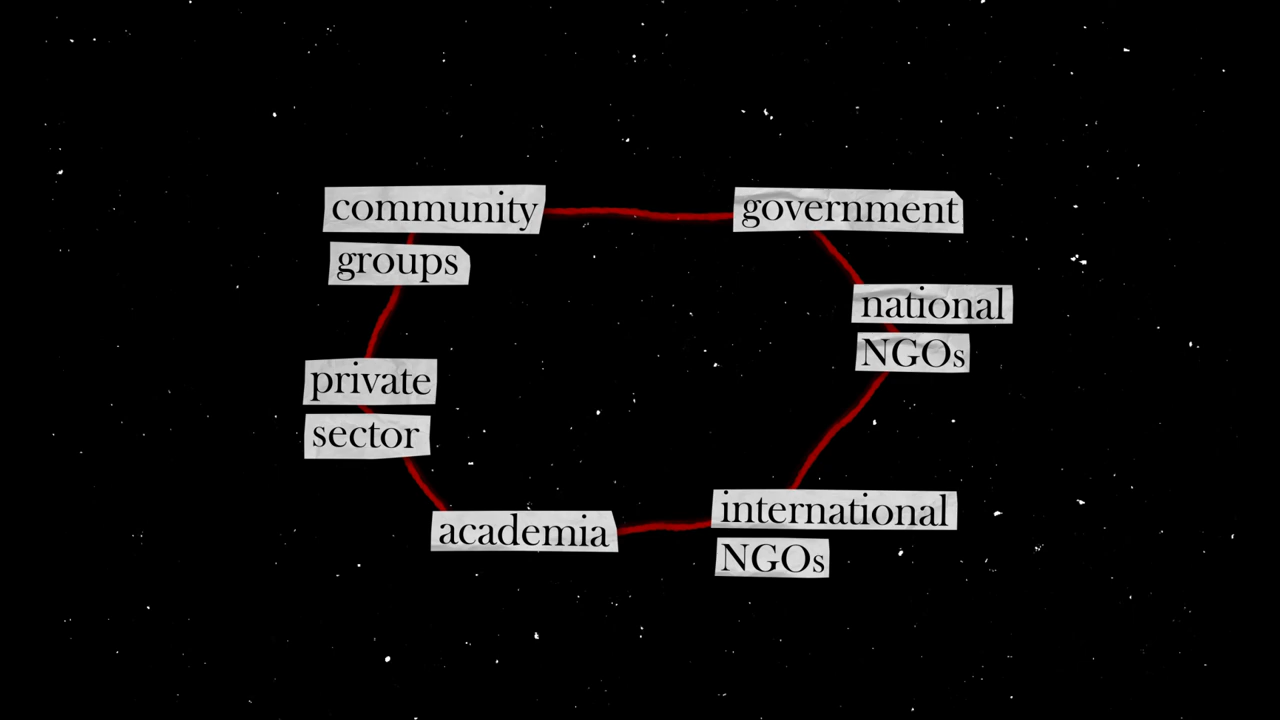 community
groups
government
national
NGOs
private
sector
academia
international
NGOs